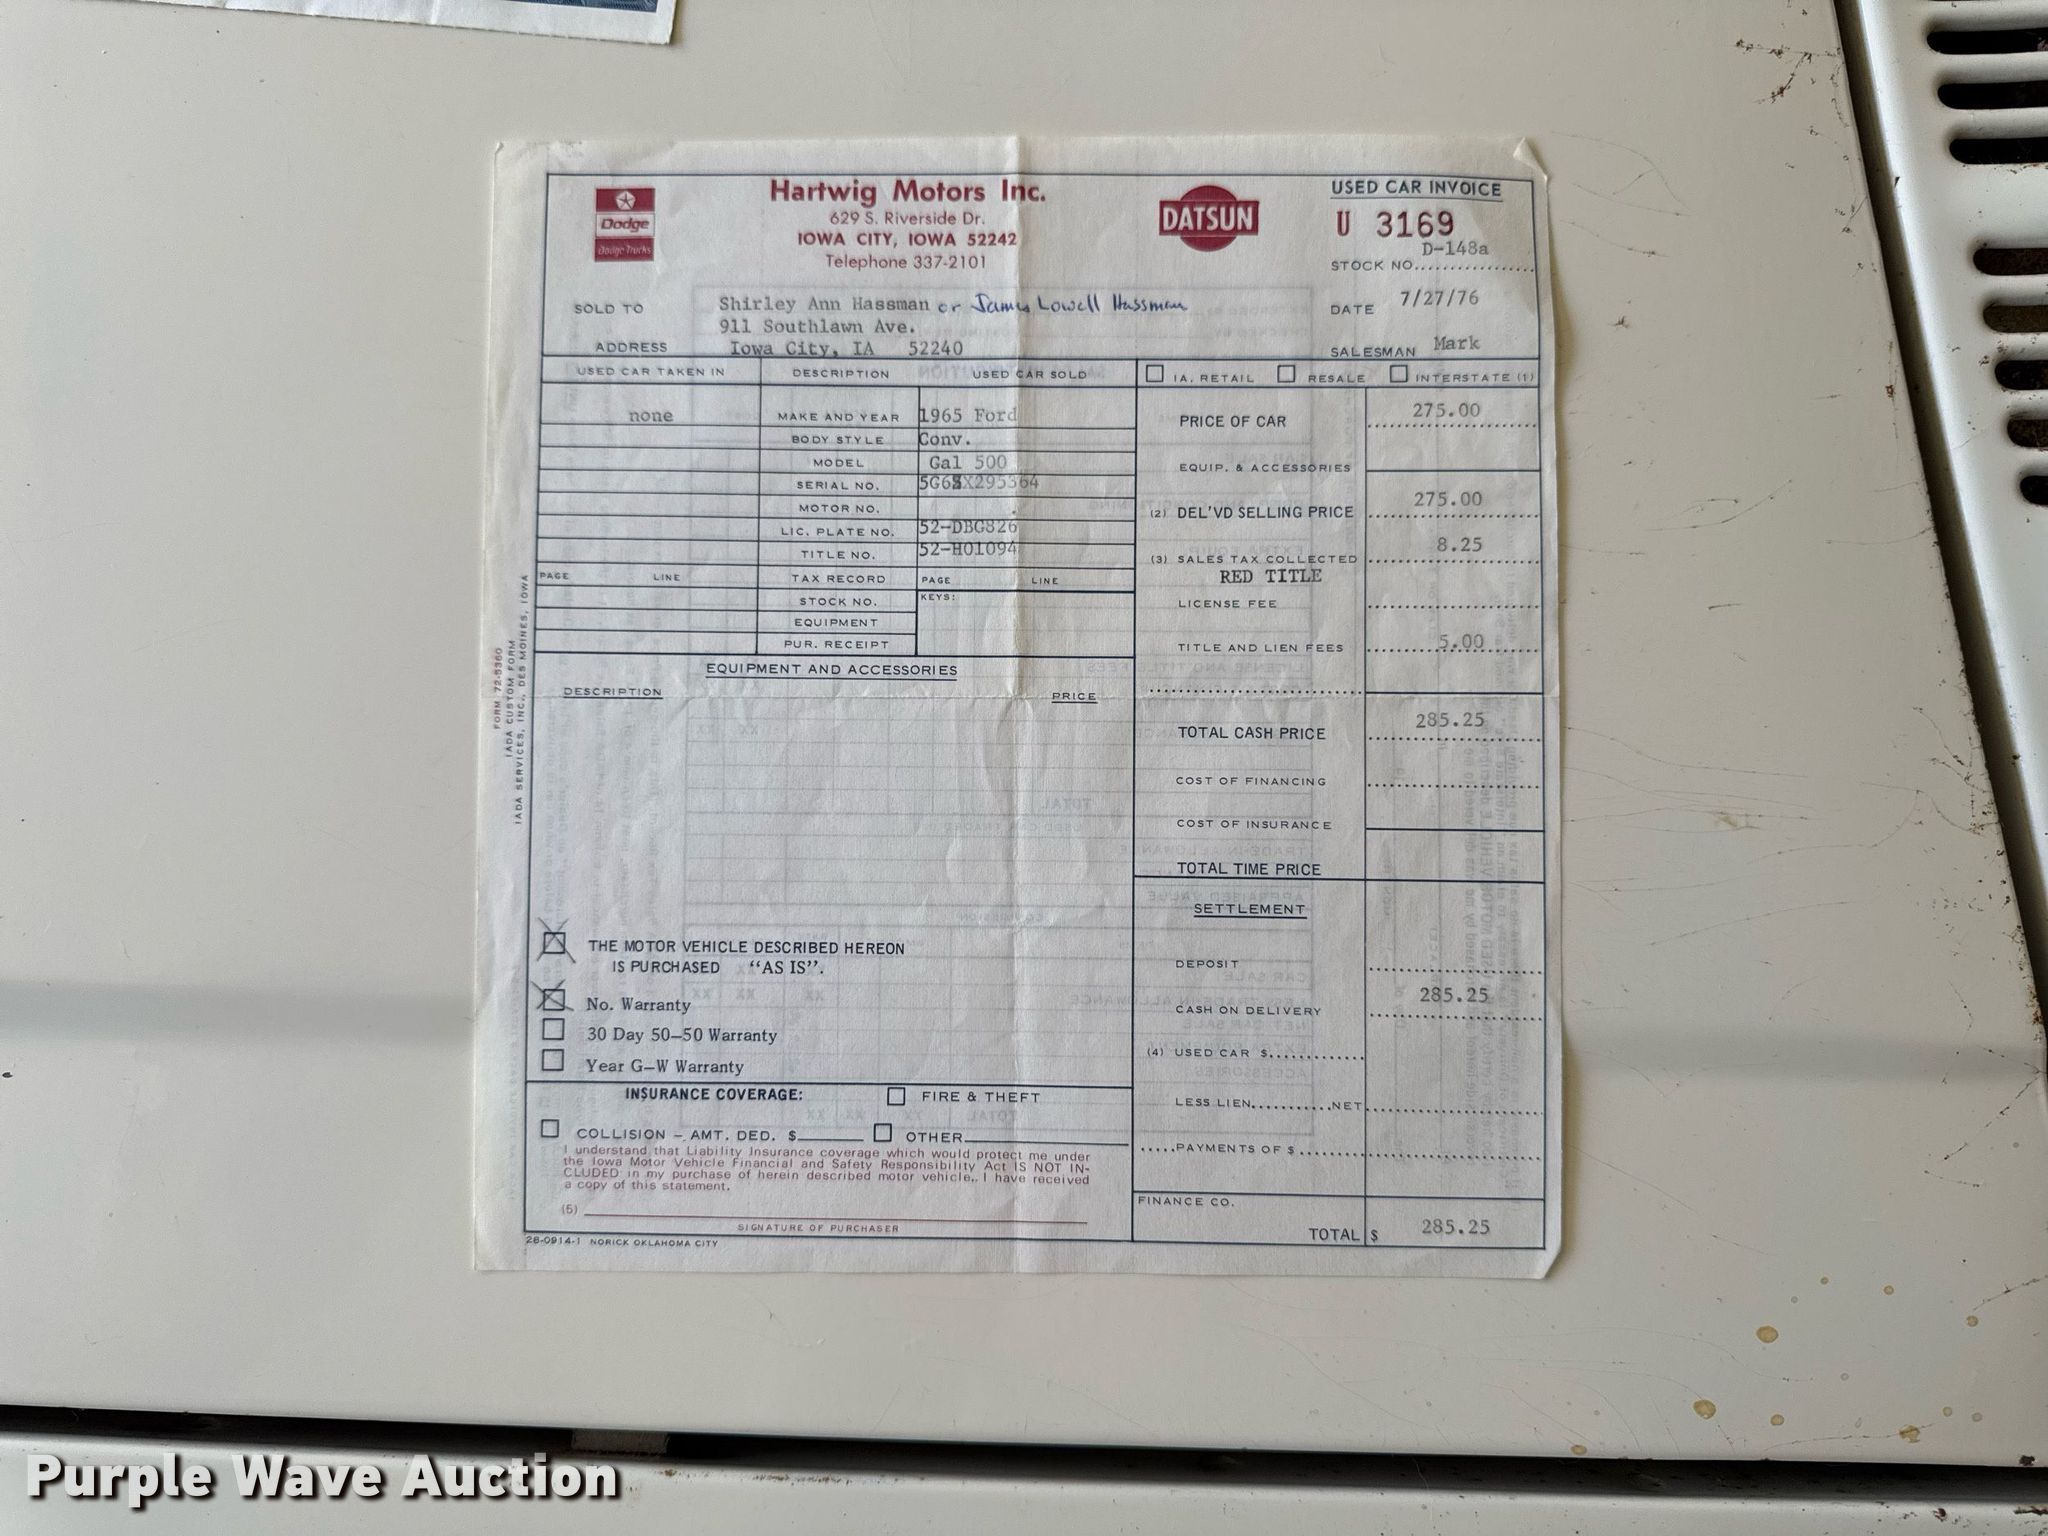 Hartwig Motors Inc.
629 S. Riverside Dr.
IOWA CITY, IOWA 52242
Telephone 337-2101
Dodge
Dodge Trucks
DATSUN
USED CAR INVOICE
U 3169
D-148a
STOCK NO.
SOLD TO Shirley Ann Hassman or James Lowell Hassman
911 Southlawn Ave.
ADDRESS Iowa City, IA 52240
DATE 7/27/76
SALESMAN Mark
USED CAR TAKEN IN DESCRIPTION USED CAR SOLD
none MAKE AND YEAR 1965 Ford
BODY STYLE Conv.
MODEL Gal 500
SERIAL NO.
MOTOR NO.
LIC. PLATE NO. 52-DBG826
TITLE NO. 52-H01094
PAGE LINE TAX RECORD PAGE LINE
STOCK NO. KEYS:
EQUIPMENT
PUR. RECEIPT
EQUIPMENT AND ACCESSORIES
DESCRIPTION PRICE
THE MOTOR VEHICLE DESCRIBED HEREON
IS PURCHASED "AS IS".
No. Warranty
30 Day 50–50 Warranty
Year G–W Warranty
INSURANCE COVERAGE: FIRE & THEFT
COLLISION – AMT. DED. $ OTHER
I understand that Liability Insurance coverage which would protect me under
the Iowa Motor Vehicle Financial and Safety Responsibility Act IS NOT IN-
CLUDED in my purchase of herein described motor vehicle. I have received
a copy of this statement.
(5)
SIGNATURE OF PURCHASER
28-0914-1 NORICK OKLAHOMA CITY
IA. RETAIL RESALE INTERSTATE (1)
PRICE OF CAR 275.00
EQUIP. & ACCESSORIES
(2) DEL'VD SELLING PRICE 275.00
(3) SALES TAX COLLECTED 8.25
RED TITLE
LICENSE FEE
TITLE AND LIEN FEES 5.00
TOTAL CASH PRICE 285.25
COST OF FINANCING
COST OF INSURANCE
TOTAL TIME PRICE
SETTLEMENT
DEPOSIT
CASH ON DELIVERY 285.25
(4) USED CAR $
LESS LIEN NET
PAYMENTS OF $
FINANCE CO.
TOTAL $ 285.25
FORM 72-5360
IADA CUSTOM FORM
IADA SERVICES, INC., DES MOINES, IOWA
Purple Wave Auction